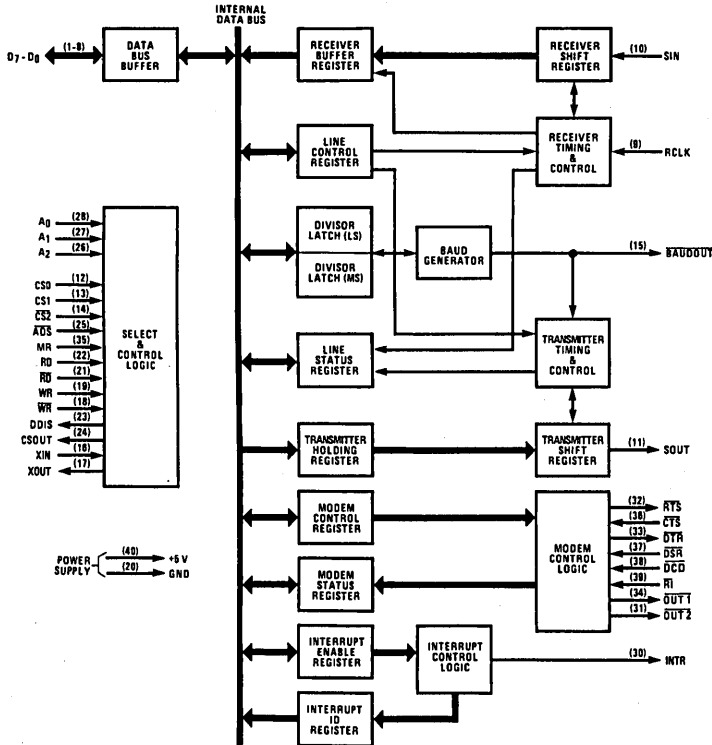 INTERNAL
DATA BUS
D7-D0
(1-8)
DATA
BUS
BUFFER
RECEIVER
BUFFER
REGISTER
RECEIVER
SHIFT
REGISTER
(10)
SIN
LINE
CONTROL
REGISTER
RECEIVER
TIMING
&
CONTROL
(9)
RCLK
A0 (28)
A1 (27)
A2 (26)
CS0 (12)
CS1 (13)
CS2 (14)
ADS (25)
MR (35)
RD (22)
RD (21)
WR (19)
WR (18)
DDIS (23)
CSOUT (24)
XIN (16)
XOUT (17)
SELECT
&
CONTROL
LOGIC
DIVISOR
LATCH (LS)
DIVISOR
LATCH (MS)
BAUD
GENERATOR
(15)
BAUDOUT
LINE
STATUS
REGISTER
TRANSMITTER
TIMING
&
CONTROL
TRANSMITTER
HOLDING
REGISTER
TRANSMITTER
SHIFT
REGISTER
(11)
SOUT
MODEM
CONTROL
REGISTER
MODEM
CONTROL
LOGIC
(32) RTS
(36) CTS
(33) DTR
(37) DSR
(38) DCD
(39) RI
(34) OUT 1
(31) OUT 2
POWER
SUPPLY
(40) +5 V
(20) GND
MODEM
STATUS
REGISTER
INTERRUPT
ENABLE
REGISTER
INTERRUPT
CONTROL
LOGIC
(30)
INTR
INTERRUPT
ID
REGISTER